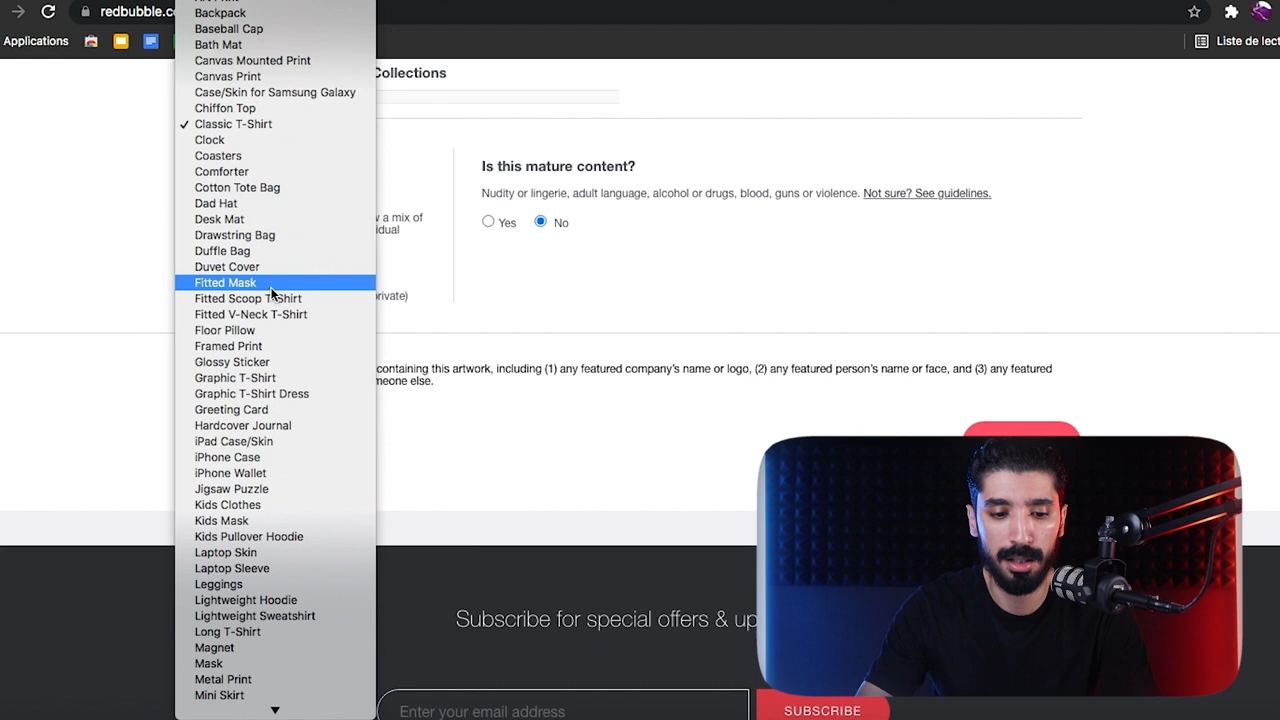 redbubble.c
Applications
Liste de lect
Backpack
Baseball Cap
Bath Mat
Canvas Mounted Print
Canvas Print
Case/Skin for Samsung Galaxy
Chiffon Top
✓ Classic T-Shirt
Clock
Coasters
Comforter
Cotton Tote Bag
Dad Hat
Desk Mat
Drawstring Bag
Duffle Bag
Duvet Cover
Fitted Mask
Fitted Scoop T-Shirt
Fitted V-Neck T-Shirt
Floor Pillow
Framed Print
Glossy Sticker
Graphic T-Shirt
Graphic T-Shirt Dress
Greeting Card
Hardcover Journal
iPad Case/Skin
iPhone Case
iPhone Wallet
Jigsaw Puzzle
Kids Clothes
Kids Mask
Kids Pullover Hoodie
Laptop Skin
Laptop Sleeve
Leggings
Lightweight Hoodie
Lightweight Sweatshirt
Long T-Shirt
Magnet
Mask
Metal Print
Mini Skirt
Collections
w a mix of
idual
rivate)
Is this mature content?
Nudity or lingerie, adult language, alcohol or drugs, blood, guns or violence. Not sure? See guidelines.
Yes No
containing this artwork, including (1) any featured company's name or logo, (2) any featured person's name or face, and (3) any featured
meone else.
Subscribe for special offers & up
Enter your email address
SUBSCRIBE